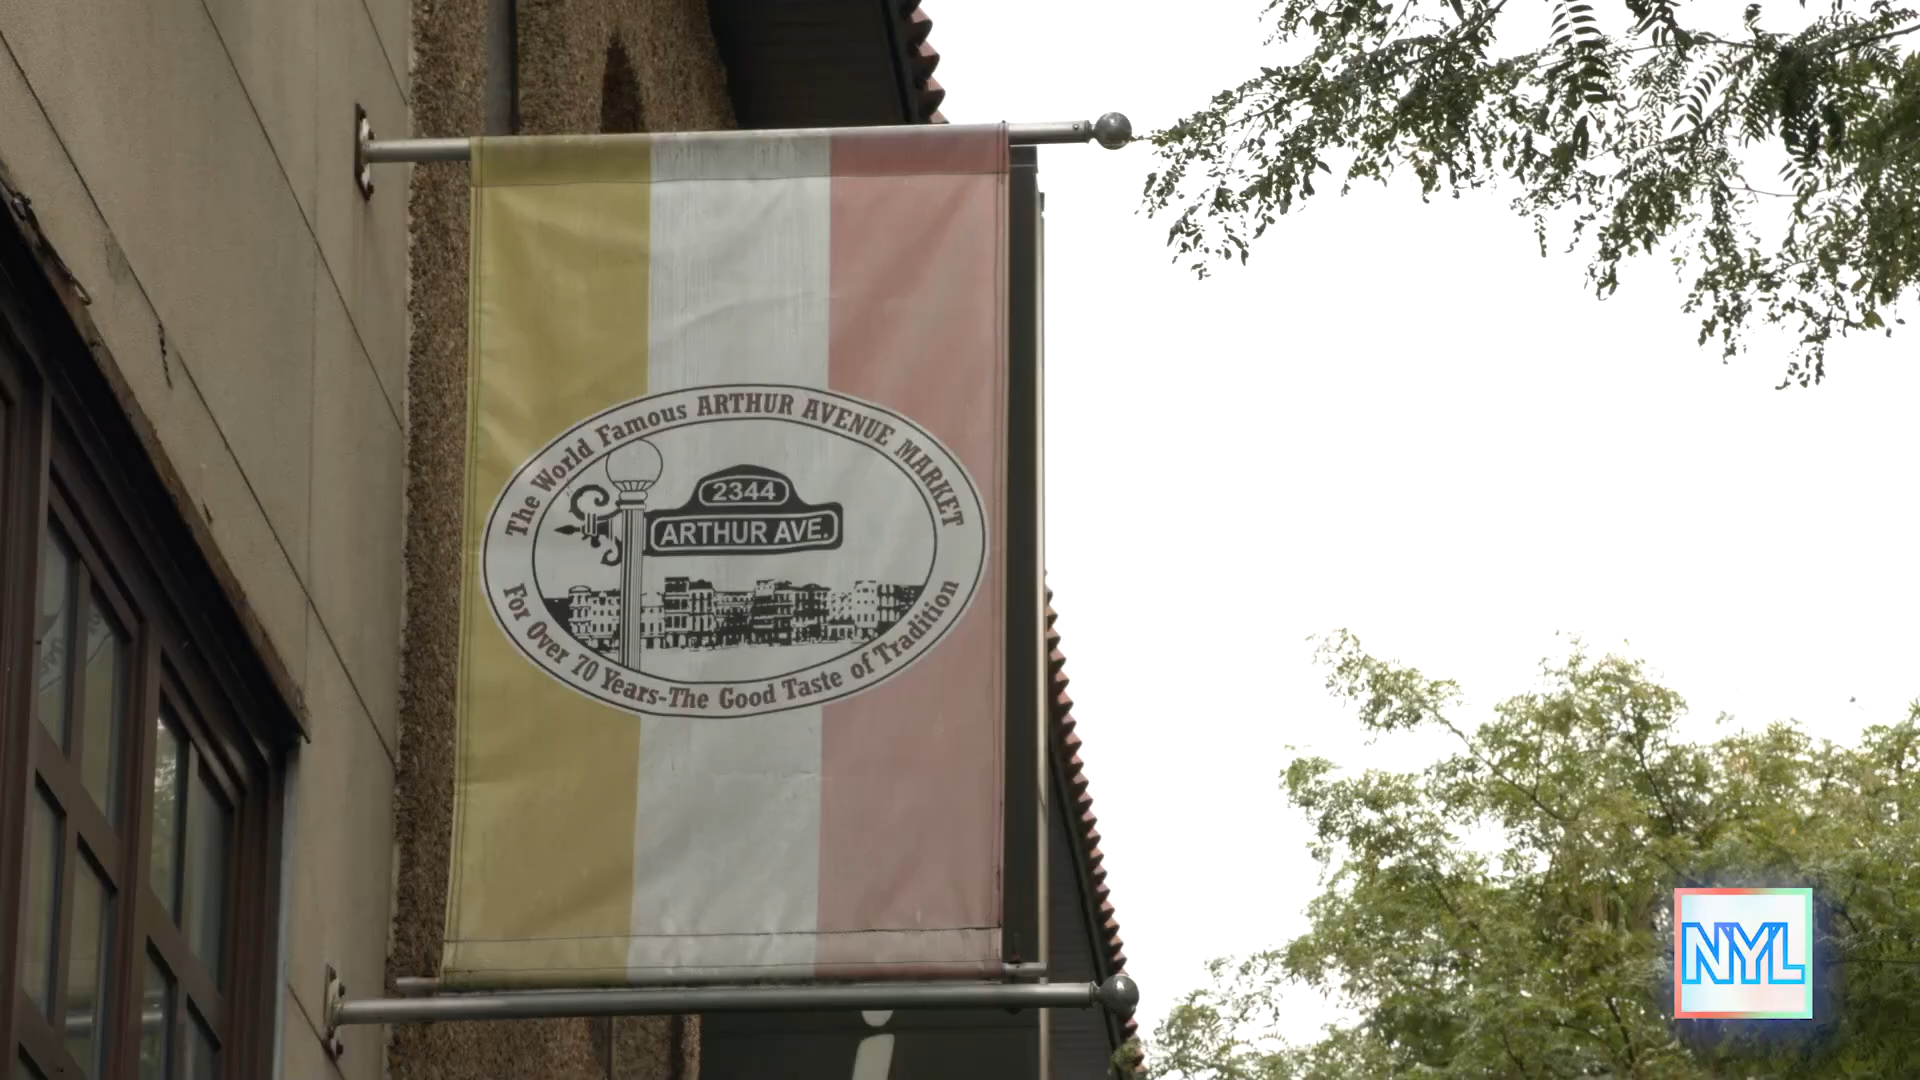 The World Famous ARTHUR AVENUE MARKET
2344
ARTHUR AVE.
For Over 70 Years-The Good Taste of Tradition
NYL